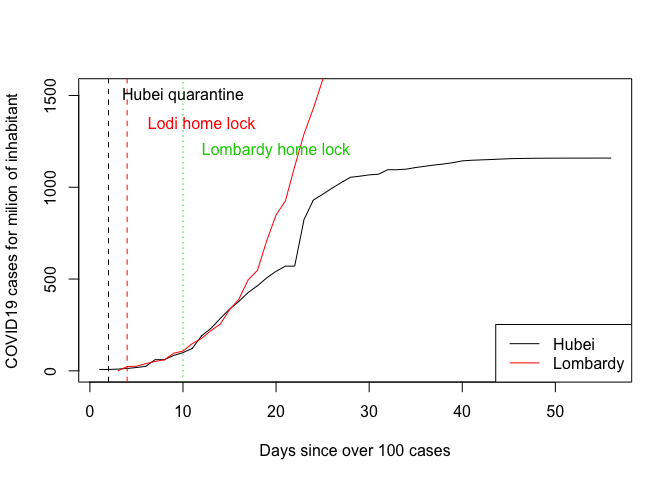 Hubei quarantine
Lodi home lock
Lombardy home lock
COVID19 cases for milion of inhabitant
1500
1000
500
0
0 10 20 30 40 50
Days since over 100 cases
Hubei
Lombardy